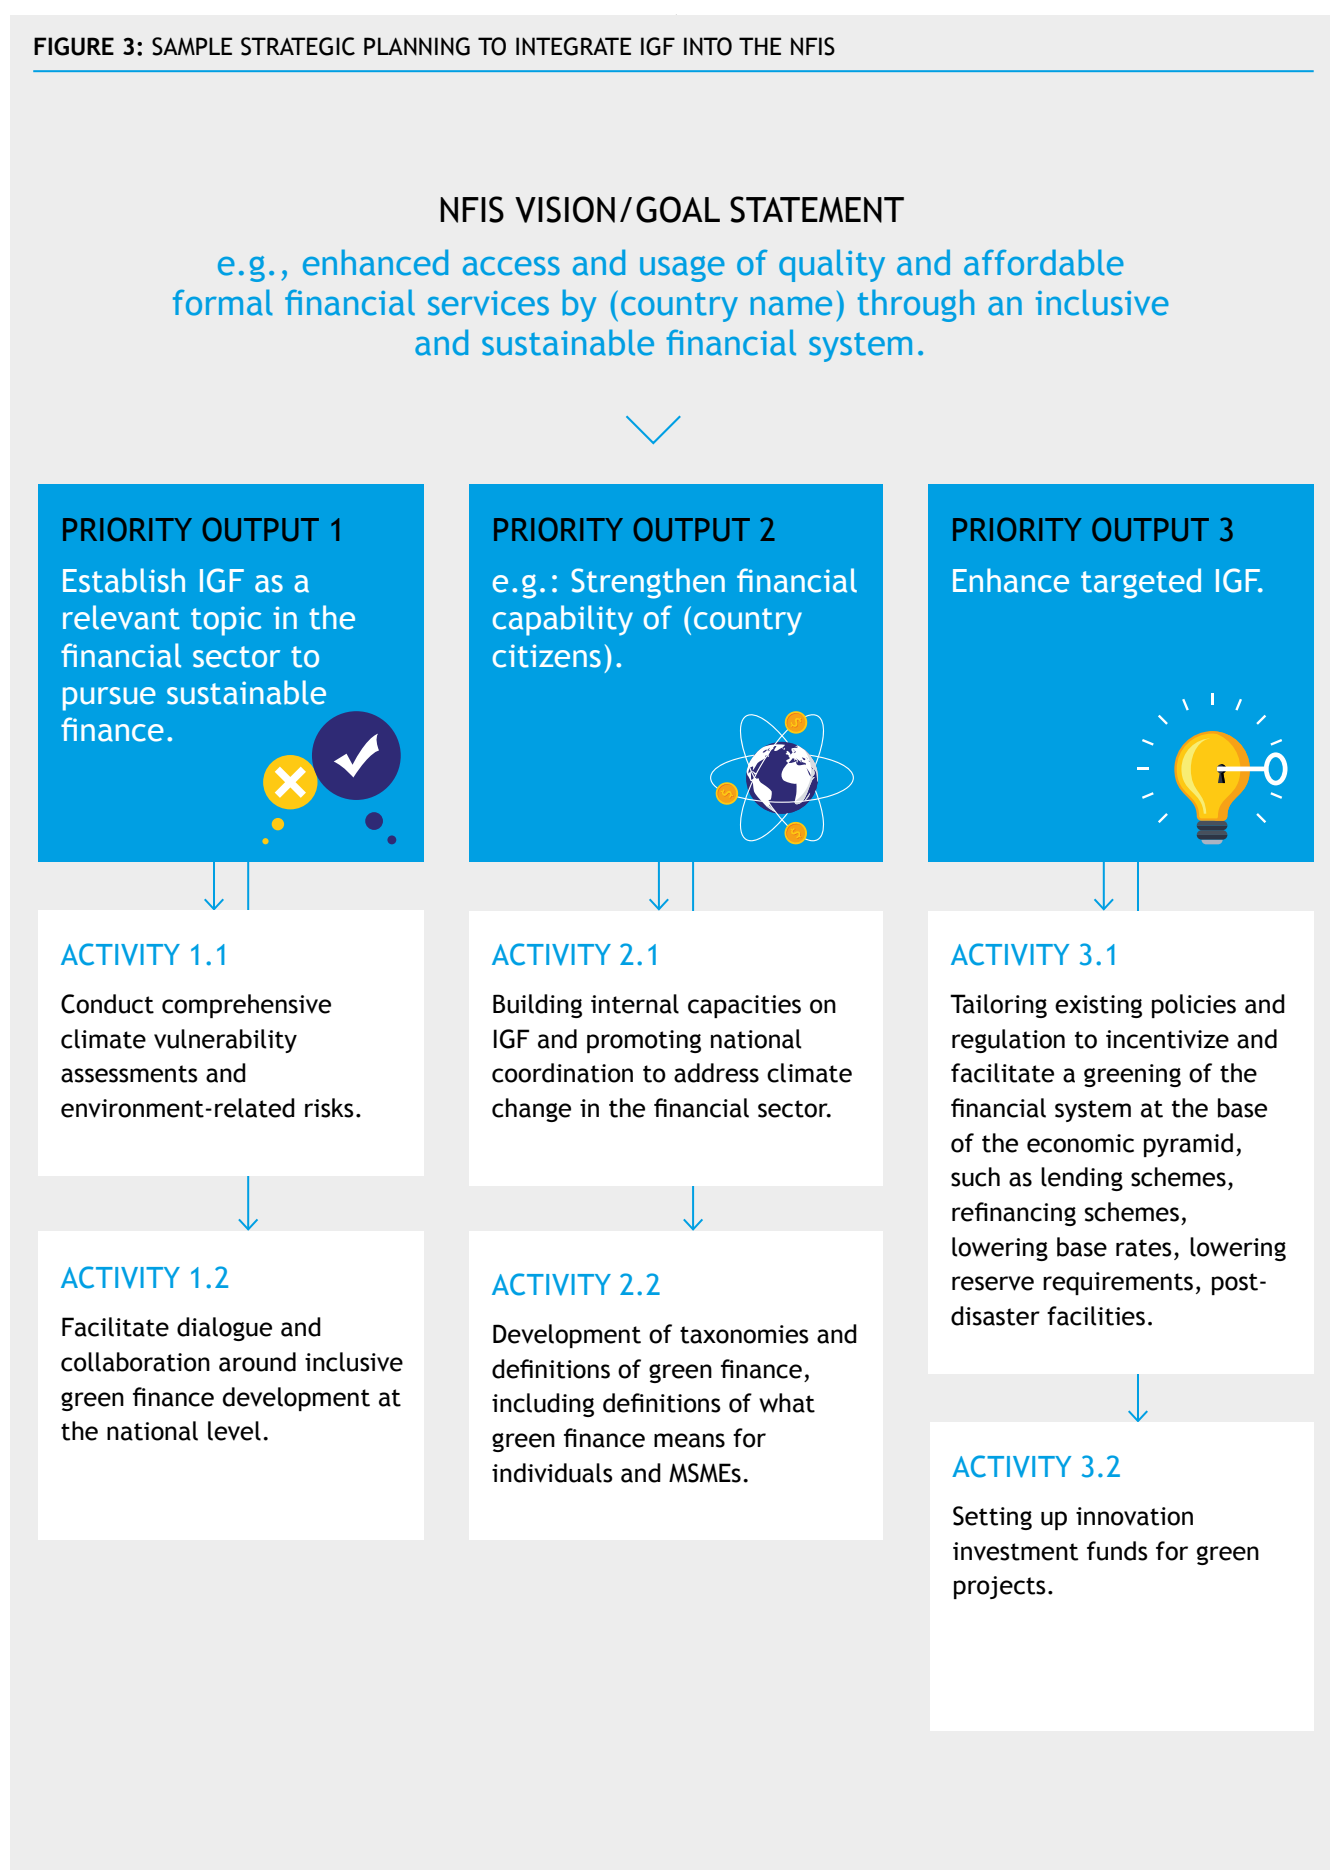 FIGURE 3: SAMPLE STRATEGIC PLANNING TO INTEGRATE IGF INTO THE NFIS
NFIS VISION/GOAL STATEMENT
e.g., enhanced access and usage of quality and affordable
formal financial services by (country name) through an inclusive
and sustainable financial system.
PRIORITY OUTPUT 1
Establish IGF as a
relevant topic in the
financial sector to
pursue sustainable
finance.
ACTIVITY 1.1
Conduct comprehensive
climate vulnerability
assessments and
environment-related risks.
ACTIVITY 1.2
Facilitate dialogue and
collaboration around inclusive
green finance development at
the national level.
PRIORITY OUTPUT 2
e.g.: Strengthen financial
capability of (country
citizens).
$
$
$
ACTIVITY 2.1
Building internal capacities on
IGF and promoting national
coordination to address climate
change in the financial sector.
ACTIVITY 2.2
Development of taxonomies and
definitions of green finance,
including definitions of what
green finance means for
individuals and MSMEs.
PRIORITY OUTPUT 3
Enhance targeted IGF.
ACTIVITY 3.1
Tailoring existing policies and
regulation to incentivize and
facilitate a greening of the
financial system at the base
of the economic pyramid,
such as lending schemes,
refinancing schemes,
lowering base rates, lowering
reserve requirements, post-
disaster facilities.
ACTIVITY 3.2
Setting up innovation
investment funds for green
projects.